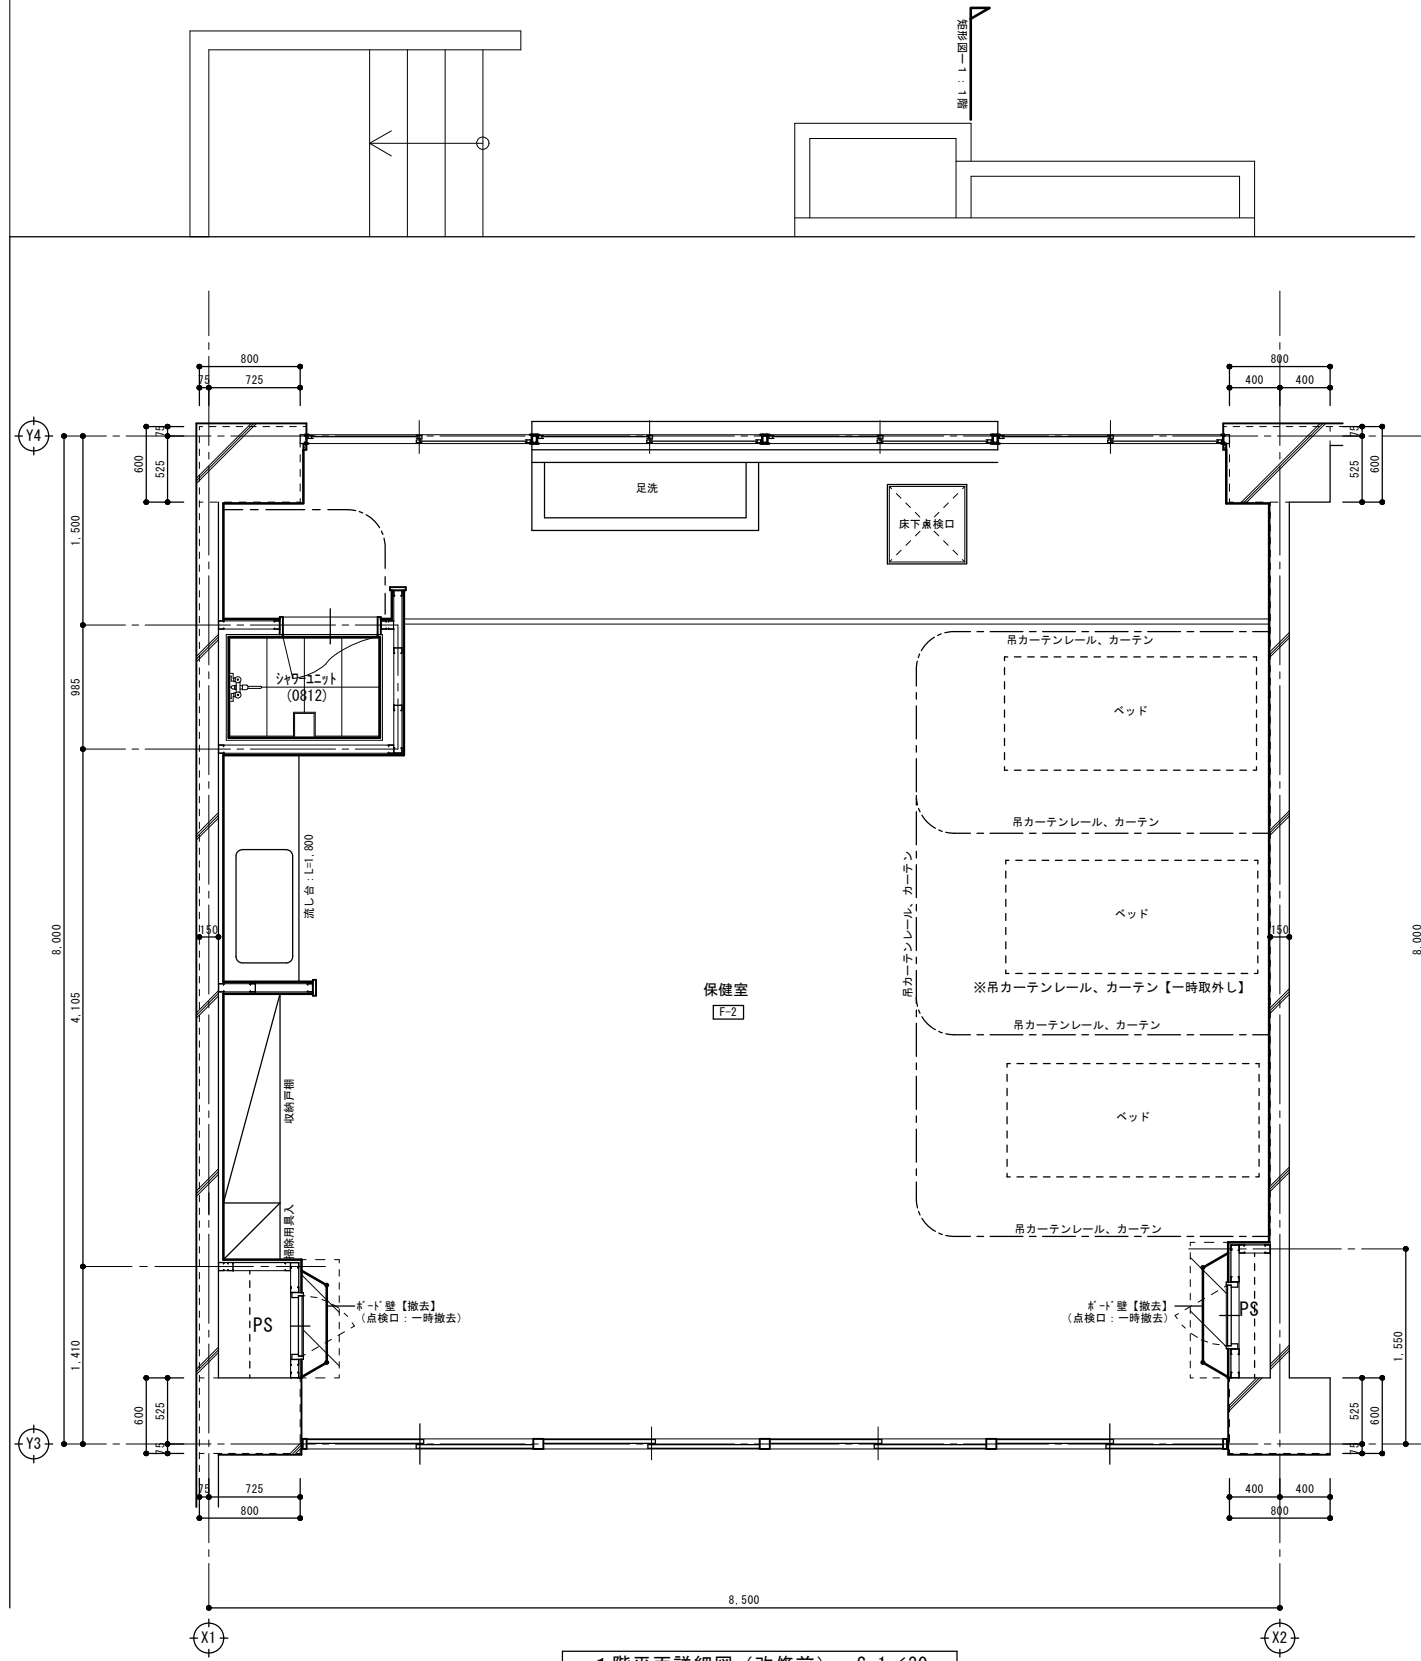 矩形図－1 : 1階
800
75 725
800
400 400
Y4
75
525
600
足洗
床下点検口
75
525
600
1,500
吊カーテンレール、カーテン
985
シャワーユニット
(0812)
ベッド
吊カーテンレール、カーテン
流し台:L=1,800
吊カーテンレール、カーテン
ベッド
150
150
8,000
8,000
保健室
F-2
※吊カーテンレール、カーテン【一時取外し】
4,105
吊カーテンレール、カーテン
収納戸棚
ベッド
掃除用具入
吊カーテンレール、カーテン
ボード壁【撤去】
(点検口:一時撤去)
ボード壁【撤去】
(点検口:一時撤去)
PS
PS
1,410
1,550
600
525
75
525
600
75
Y3
75 725
800
400 400
800
8,500
X1
X2